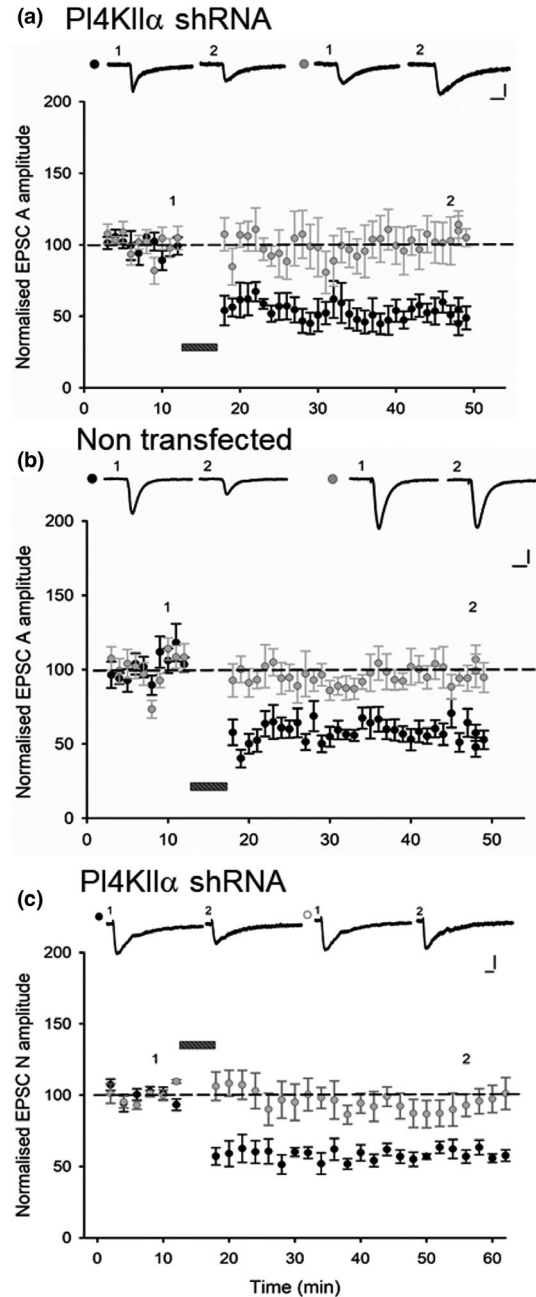 (a) PI4KIIα shRNA
1 2 1 2
Normalised EPSC A amplitude
200
150
100
50
0
1 2
0 10 20 30 40 50
Non transfected
(b)
1 2 1 2
Normalised EPSC A amplitude
200
150
100
50
0
1 2
0 10 20 30 40 50
PI4KIIα shRNA
(c)
1 2 1 2
Normalised EPSC N amplitude
200
150
100
50
0
1 2
0 10 20 30 40 50 60
Time (min)